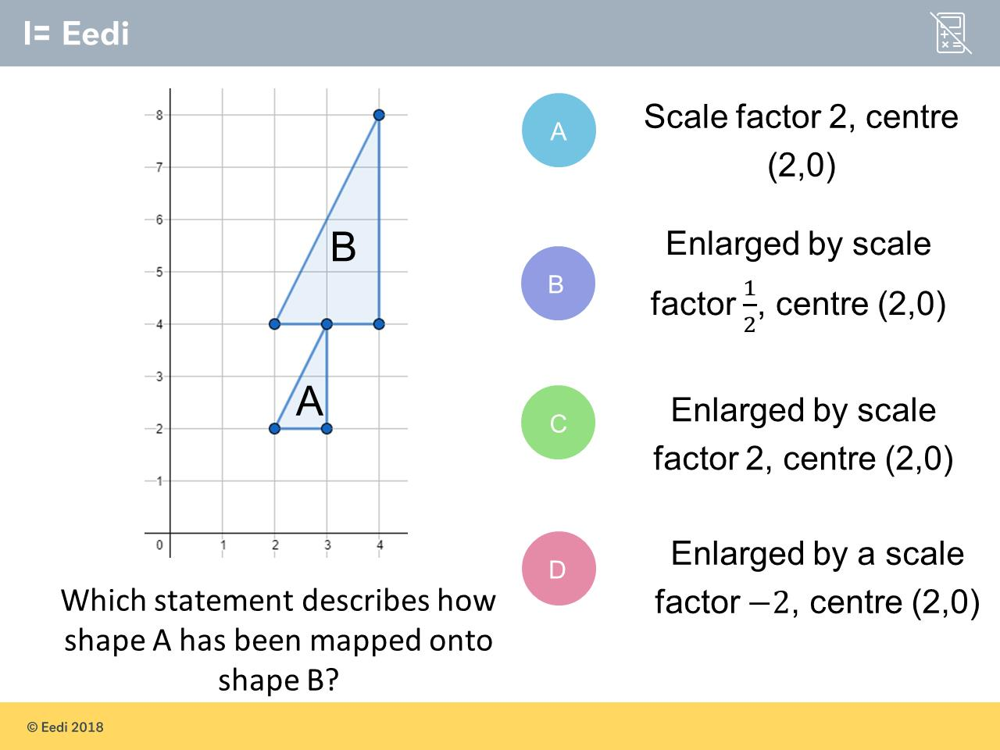 Eedi
8
7
6
B
5
4
3
A
2
1
0 1 2 3 4
Which statement describes how
shape A has been mapped onto
shape B?
A
Scale factor 2, centre
(2,0)
B
Enlarged by scale
factor 1/2, centre (2,0)
C
Enlarged by scale
factor 2, centre (2,0)
D
Enlarged by a scale
factor −2, centre (2,0)
© Eedi 2018